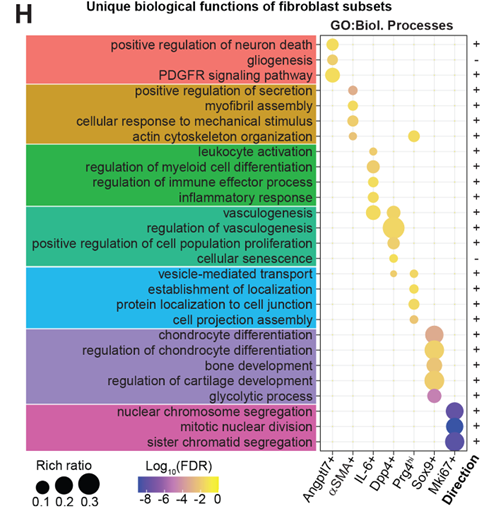 H
Unique biological functions of fibroblast subsets
GO:Biol. Processes
positive regulation of neuron death +
gliogenesis -
PDGFR signaling pathway +
positive regulation of secretion +
myofibril assembly +
cellular response to mechanical stimulus +
actin cytoskeleton organization +
leukocyte activation +
regulation of myeloid cell differentiation +
regulation of immune effector process +
inflammatory response +
vasculogenesis +
regulation of vasculogenesis +
positive regulation of cell population proliferation +
cellular senescence -
vesicle-mediated transport +
establishment of localization +
protein localization to cell junction +
cell projection assembly +
chondrocyte differentiation +
regulation of chondrocyte differentiation +
bone development +
regulation of cartilage development +
glycolytic process +
nuclear chromosome segregation +
mitotic nuclear division +
sister chromatid segregation +
Angptl7+
αSMA+
IL-6+
Dpp4+
Prg4hi
Sox9+
Mki67+
Direction
Rich ratio
0.1 0.2 0.3
Log10(FDR)
-8 -6 -4 -2 0